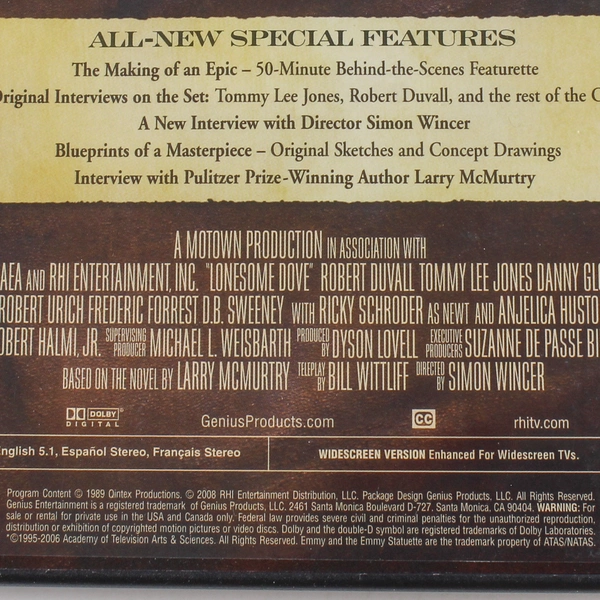 ALL-NEW SPECIAL FEATURES
The Making of an Epic – 50-Minute Behind-the-Scenes Featurette
Original Interviews on the Set: Tommy Lee Jones, Robert Duvall, and the rest of the C
A New Interview with Director Simon Wincer
Blueprints of a Masterpiece – Original Sketches and Concept Drawings
Interview with Pulitzer Prize-Winning Author Larry McMurtry
A MOTOWN PRODUCTION IN ASSOCIATION WITH
AEA AND RHI ENTERTAINMENT, INC. "LONESOME DOVE" ROBERT DUVALL TOMMY LEE JONES DANNY GL
ROBERT URICH FREDERIC FORREST D.B. SWEENEY WITH RICKY SCHRODER AS NEWT AND ANJELICA HUSTO
OBERT HALMI, JR. SUPERVISING PRODUCER MICHAEL L. WEISBARTH PRODUCED BY DYSON LOVELL EXECUTIVE PRODUCERS SUZANNE DE PASSE BI
BASED ON THE NOVEL BY LARRY MCMURTRY TELEPLAY BY BILL WITTLIFF DIRECTED BY SIMON WINCER
DOLBY DIGITAL GeniusProducts.com CC rhitv.com
nglish 5.1, Español Stereo, Français Stereo WIDESCREEN VERSION Enhanced For Widescreen TVs.
Program Content © 1989 Qintex Productions. © 2008 RHI Entertainment Distribution, LLC. Package Design Genius Products, LLC. All Rights Reserved.
Genius Entertainment is a registered trademark of Genius Products, LLC. 2461 Santa Monica Boulevard D-727. Santa Monica, CA 90404. WARNING: For
sale or rental for private use in the USA and Canada only. Federal law provides severe civil and criminal penalties for the unauthorized reproduction,
distribution or exhibition of copyrighted motion pictures or video discs. Dolby and the double-D symbol are registered trademarks of Dolby Laboratories.
"©1995-2006 Academy of Television Arts & Sciences. All Rights Reserved. Emmy and the Emmy Statuette are the trademark property of ATAS/NATAS.